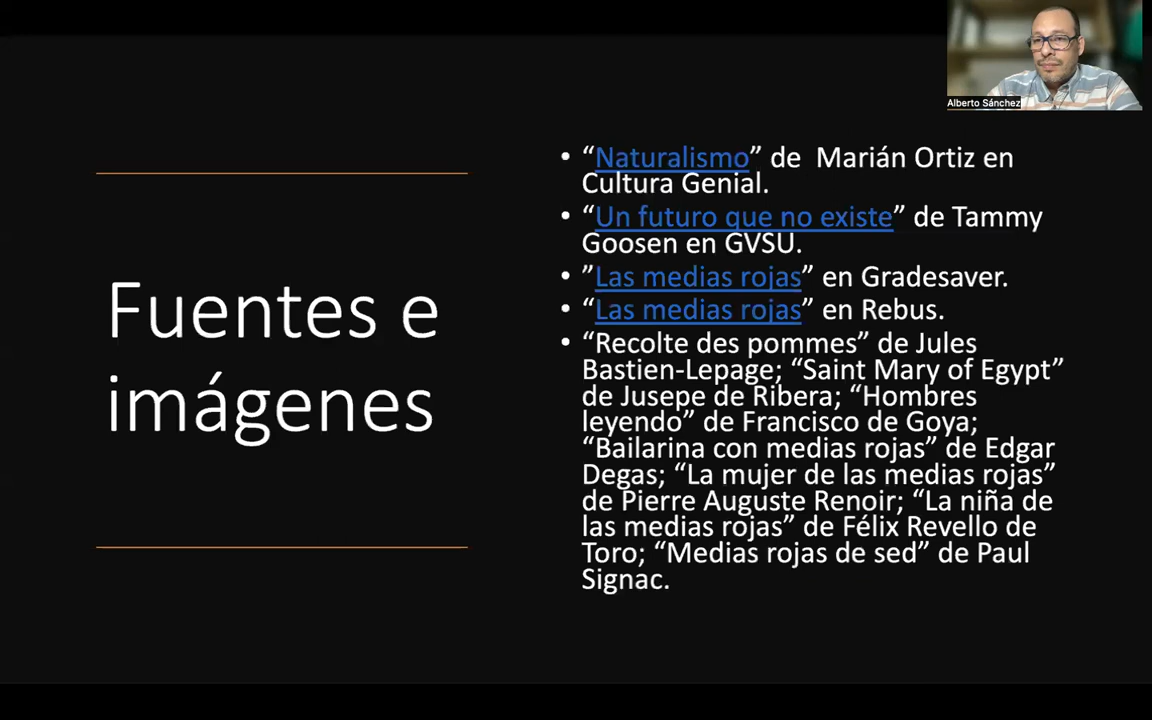 Alberto Sánchez
Fuentes e
imágenes
• “Naturalismo” de  Marián Ortiz en
Cultura Genial.
• “Un futuro que no existe” de Tammy
Goosen en GVSU.
• ”Las medias rojas” en Gradesaver.
• “Las medias rojas” en Rebus.
• “Recolte des pommes” de Jules
Bastien-Lepage; “Saint Mary of Egypt”
de Jusepe de Ribera; “Hombres
leyendo” de Francisco de Goya;
“Bailarina con medias rojas” de Edgar
Degas; “La mujer de las medias rojas”
de Pierre Auguste Renoir; “La niña de
las medias rojas” de Félix Revello de
Toro; “Medias rojas de sed” de Paul
Signac.